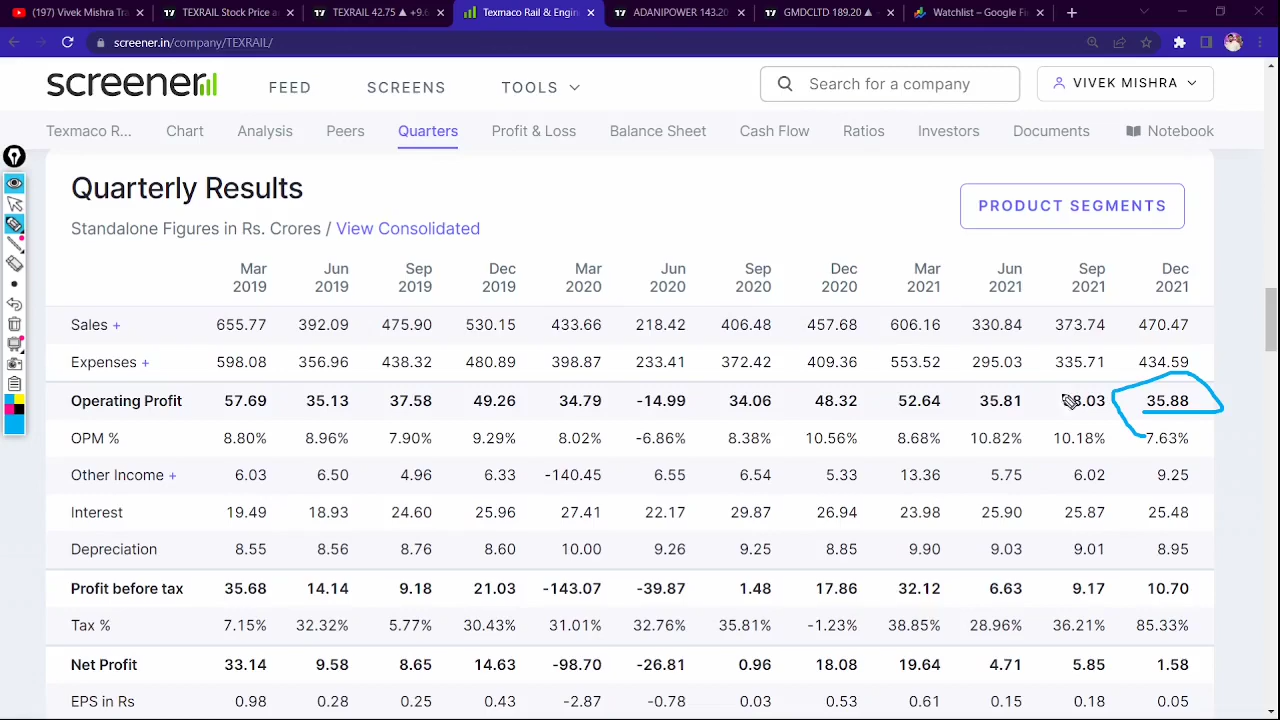 (197) Vivek Mishra Tra
TEXRAIL Stock Price a
TEXRAIL 42.75 ▲ +9.6
Texmaco Rail & Engin
ADANIPOWER 143.20
GMDCLTD 189.20 ▲
Watchlist – Google Fi
screener.in/company/TEXRAIL/
screener
FEED SCREENS TOOLS
Search for a company
VIVEK MISHRA
Texmaco R... Chart Analysis Peers Quarters Profit & Loss Balance Sheet Cash Flow Ratios Investors Documents Notebook
Quarterly Results
PRODUCT SEGMENTS
Standalone Figures in Rs. Crores / View Consolidated
Mar Jun Sep Dec Mar Jun Sep Dec Mar Jun Sep Dec
2019 2019 2019 2019 2020 2020 2020 2020 2021 2021 2021 2021
Sales + 655.77 392.09 475.90 530.15 433.66 218.42 406.48 457.68 606.16 330.84 373.74 470.47
Expenses + 598.08 356.96 438.32 480.89 398.87 233.41 372.42 409.36 553.52 295.03 335.71 434.59
Operating Profit 57.69 35.13 37.58 49.26 34.79 -14.99 34.06 48.32 52.64 35.81 8.03 35.88
OPM % 8.80% 8.96% 7.90% 9.29% 8.02% -6.86% 8.38% 10.56% 8.68% 10.82% 10.18% 7.63%
Other Income + 6.03 6.50 4.96 6.33 -140.45 6.55 6.54 5.33 13.36 5.75 6.02 9.25
Interest 19.49 18.93 24.60 25.96 27.41 22.17 29.87 26.94 23.98 25.90 25.87 25.48
Depreciation 8.55 8.56 8.76 8.60 10.00 9.26 9.25 8.85 9.90 9.03 9.01 8.95
Profit before tax 35.68 14.14 9.18 21.03 -143.07 -39.87 1.48 17.86 32.12 6.63 9.17 10.70
Tax % 7.15% 32.32% 5.77% 30.43% 31.01% 32.76% 35.81% -1.23% 38.85% 28.96% 36.21% 85.33%
Net Profit 33.14 9.58 8.65 14.63 -98.70 -26.81 0.96 18.08 19.64 4.71 5.85 1.58
EPS in Rs 0.98 0.28 0.25 0.43 -2.87 -0.78 0.03 0.53 0.61 0.15 0.18 0.05